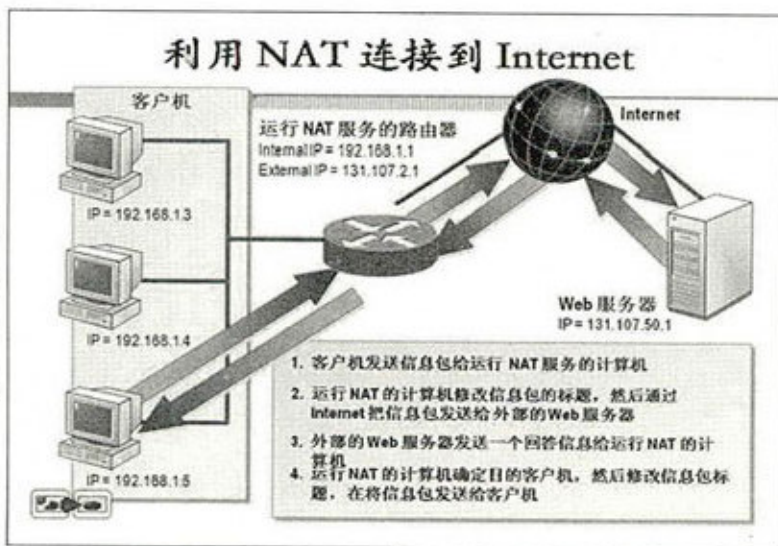 利用 NAT 连接到 Internet
客户机
Internet
运行 NAT 服务的路由器
Internal IP = 192.168.1.1
External IP = 131.107.2.1
IP = 192.168.1.3
IP = 192.168.1.4
IP = 192.168.1.5
Web 服务器
IP = 131.107.50.1
1. 客户机发送信息包给运行 NAT 服务的计算机
2. 运行 NAT 的计算机修改信息包的标题，然后通过
Internet 把信息包发送给外部的Web 服务器
3. 外部的Web 服务器发送一个回答信息给运行 NAT 的计
算机
4. 运行 NAT 的计算机确定目的客户机，然后修改信息包标
题，在将信息包发送给客户机